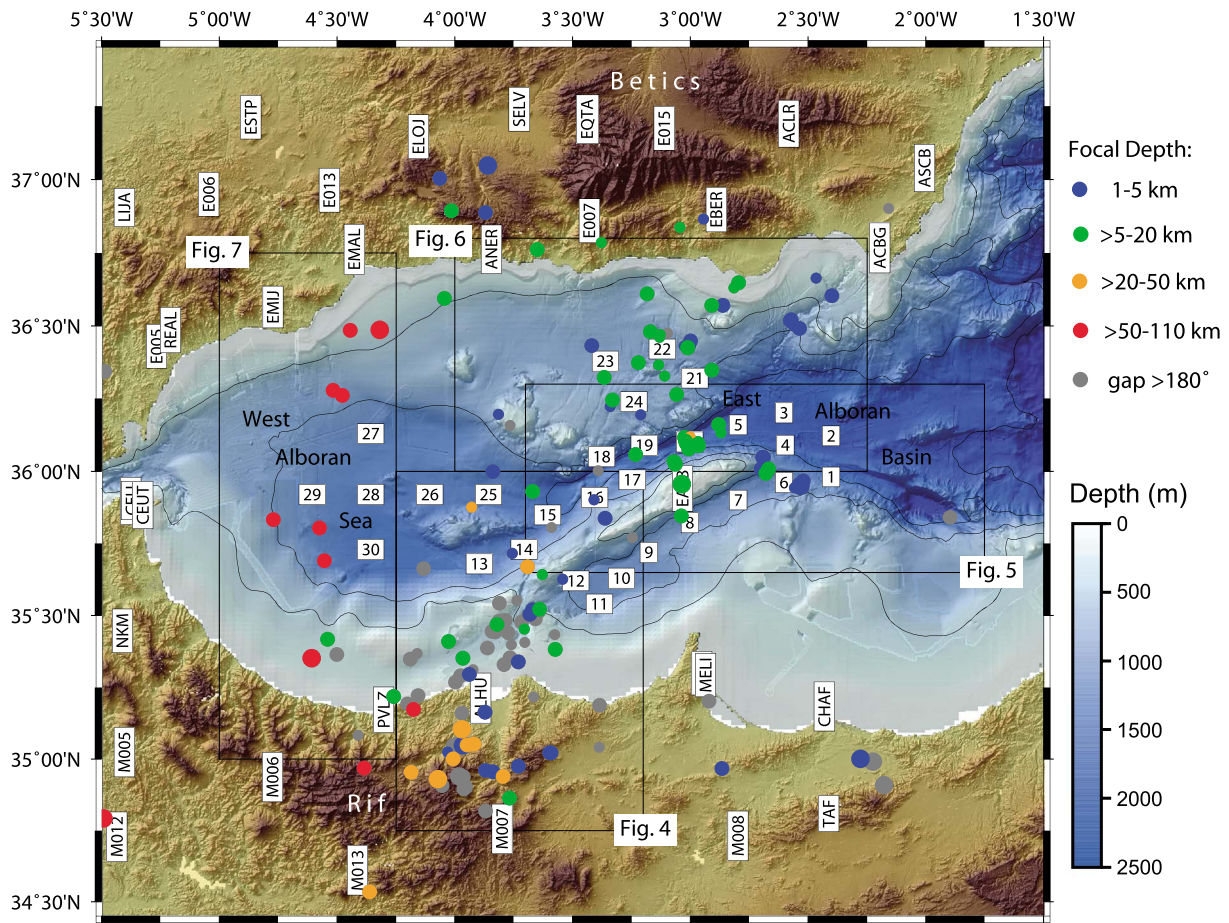 5°30'W 4°30'W 4°00'W 3°30'W 3°00'W 2°30'W 2°00'W 1°30'W
Betics
ESTP
ELOJ
SELV
EQTA
E015
ACLR
ASCB
37°00'N
LIJA
E006
E013
EMAL
ANER
E007
EBER
ACBG
Fig. 7
Fig. 6
36°30'N
E005
REAL
EMIJ
23
22
21
24
East
3
Alboran
West
27
5
2
19
4
Alboran
18
Basin
36°00'N
17
1
CEUT
29
28
26
25
16
6
7
Sea
15
8
30
14
9
13
12
10
Fig. 5
11
35°30'N
NKM
PVLZ
ALHU
MELI
CHAF
35°00'N
M005
M006
Rif
M012
M007
Fig. 4
M008
TAF
M013
34°30'N
Focal Depth:
1-5 km
>5-20 km
>20-50 km
>50-110 km
gap >180°
Depth (m)
0
500
1000
1500
2000
2500